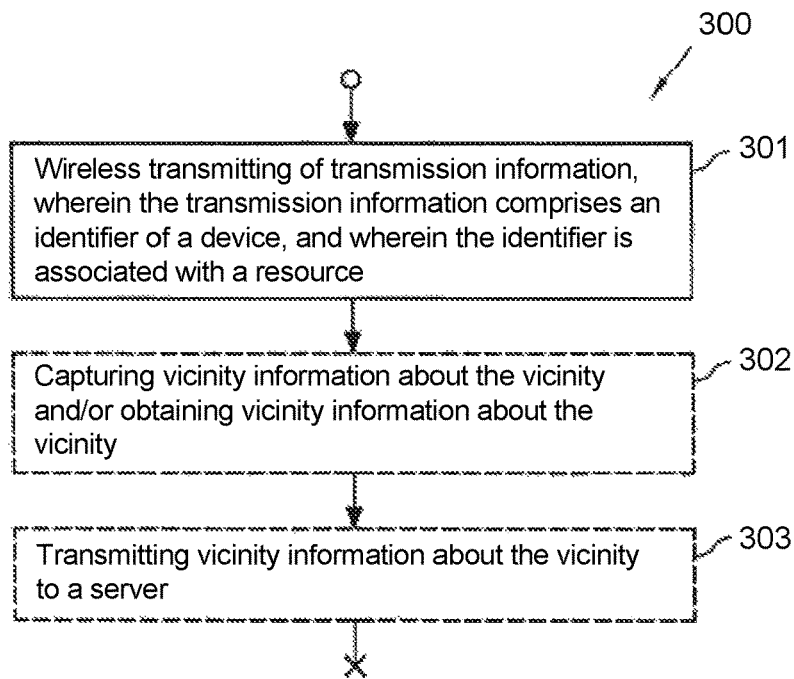 300
301
Wireless transmitting of transmission information,
wherein the transmission information comprises an
identifier of a device, and wherein the identifier is
associated with a resource
302
Capturing vicinity information about the vicinity
and/or obtaining vicinity information about the
vicinity
303
Transmitting vicinity information about the vicinity
to a server